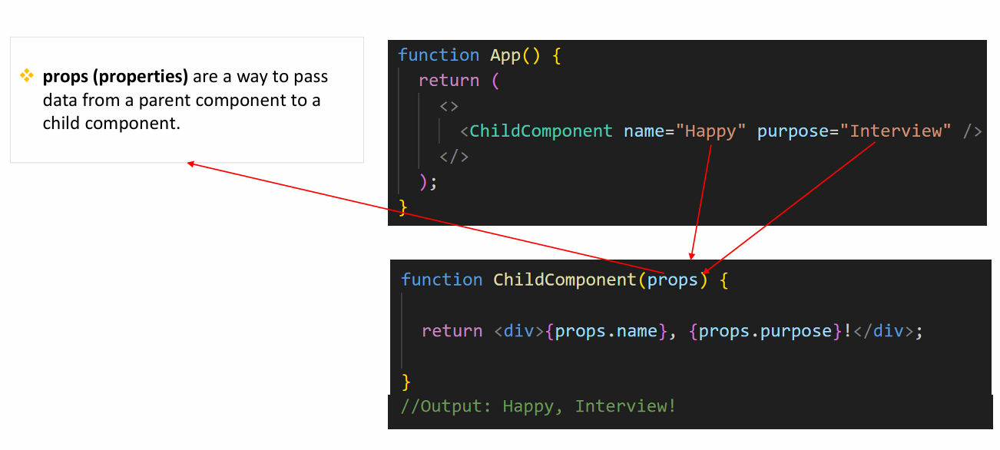 props (properties) are a way to pass
data from a parent component to a
child component.
function App() {
return (
<>
<ChildComponent name="Happy" purpose="Interview" />
</>
);
}
function ChildComponent(props) {
return <div>{props.name}, {props.purpose}!</div>;
}
//Output: Happy, Interview!